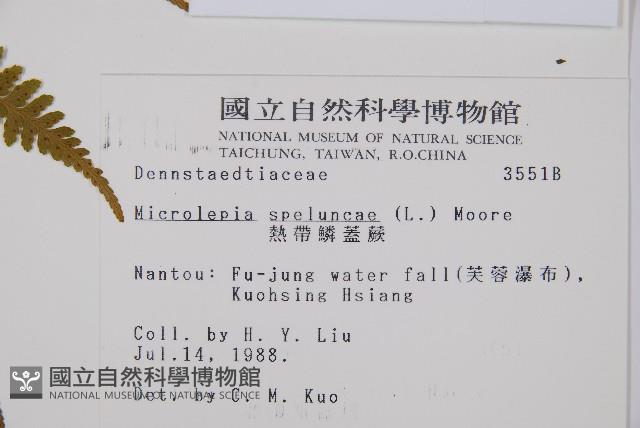 國立自然科學博物館
NATIONAL MUSEUM OF NATURAL SCIENCE
TAICHUNG, TAIWAN, R.O.CHINA
Dennstaedtiaceae 3551B
Microlepia speluncae (L.) Moore
熱帶鱗蓋蕨
Nantou: Fu-jung water fall(芙蓉瀑布),
Kuohsing Hsiang
Coll. by H. Y. Liu
Jul.14, 1988.
國立自然科學博物館
NATIONAL MUSEUM OF NATURAL SCIENCE
Det. by C. M. Kuo